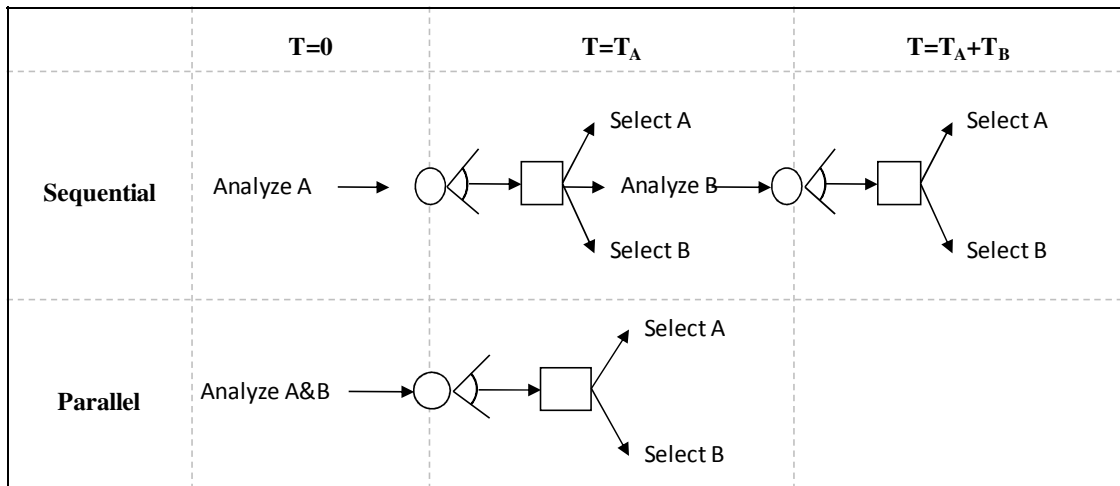 T=0 T=T_A T=T_A+T_B
Select A Select A
Sequential Analyze A Analyze B
Select B Select B
Select A
Parallel Analyze A&B
Select B